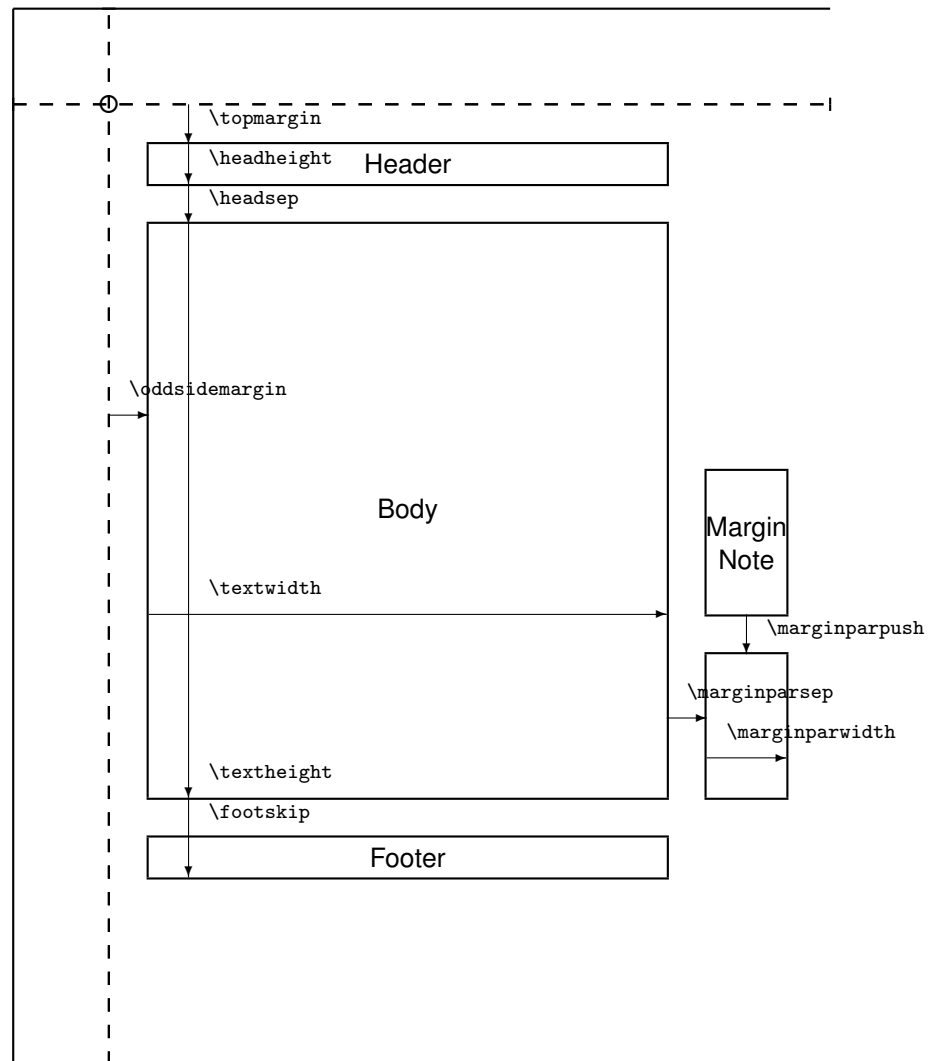 \topmargin
\headheight
Header
\headsep
\oddsidemargin
Body
Margin
Note
\textwidth
\marginparpush
\marginparsep
\marginparwidth
\textheight
\footskip
Footer